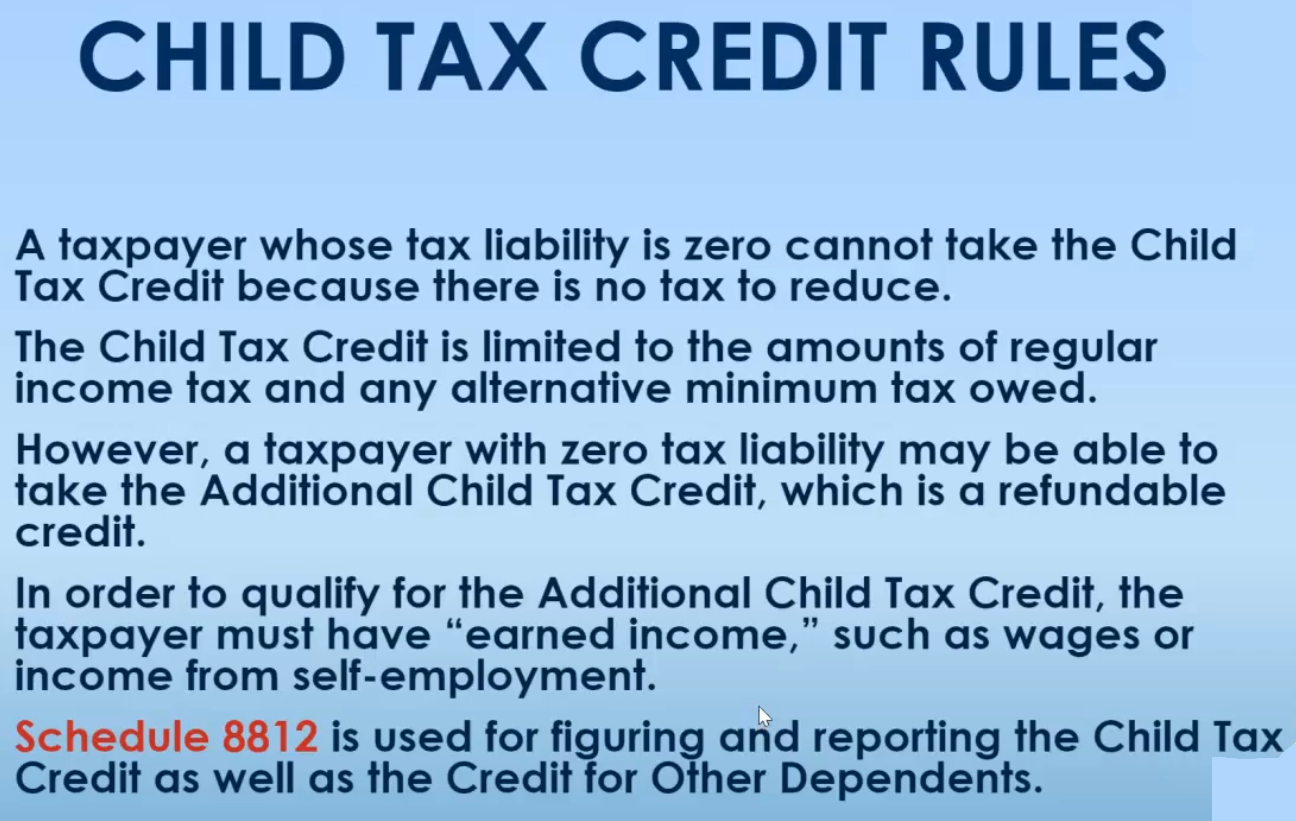 CHILD TAX CREDIT RULES
A taxpayer whose tax liability is zero cannot take the Child
Tax Credit because there is no tax to reduce.
The Child Tax Credit is limited to the amounts of regular
income tax and any alternative minimum tax owed.
However, a taxpayer with zero tax liability may be able to
take the Additional Child Tax Credit, which is a refundable
credit.
In order to qualify for the Additional Child Tax Credit, the
taxpayer must have “earned income,” such as wages or
income from self-employment.
Schedule 8812 is used for figuring and reporting the Child Tax
Credit as well as the Credit for Other Dependents.